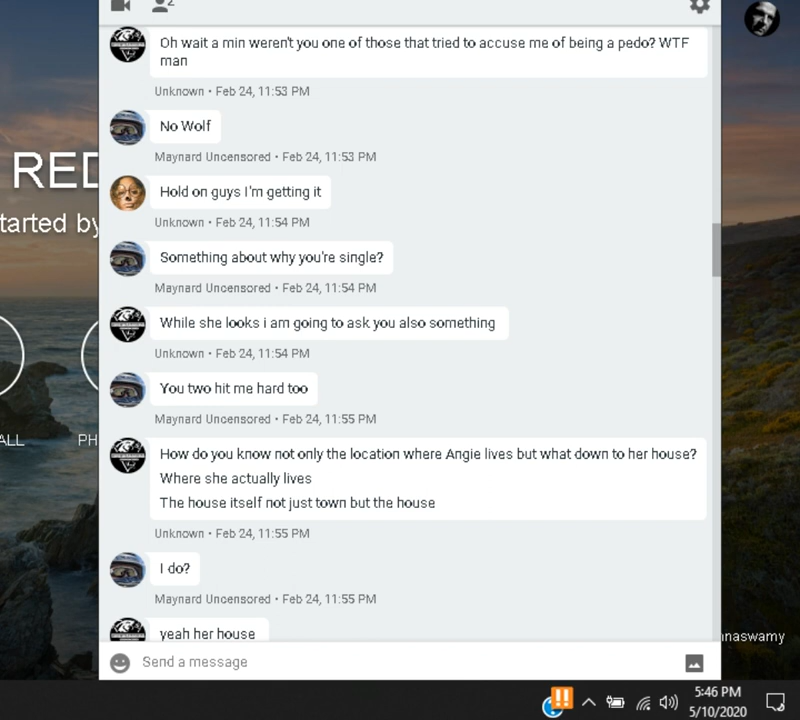 2
Oh wait a min weren't you one of those that tried to accuse me of being a pedo? WTF
man
Unknown • Feb 24, 11:53 PM
No Wolf
Maynard Uncensored • Feb 24, 11:53 PM
RED
Hold on guys I'm getting it
tarted by
Unknown • Feb 24, 11:54 PM
Something about why you're single?
Maynard Uncensored • Feb 24, 11:54 PM
While she looks i am going to ask you also something
Unknown • Feb 24, 11:54 PM
You two hit me hard too
Maynard Uncensored • Feb 24, 11:55 PM
ALL
PH
How do you know not only the location where Angie lives but what down to her house?
Where she actually lives
The house itself not just town but the house
Unknown • Feb 24, 11:55 PM
I do?
Maynard Uncensored • Feb 24, 11:55 PM
yeah her house
nnaswamy
Send a message
5:46 PM
5/10/2020